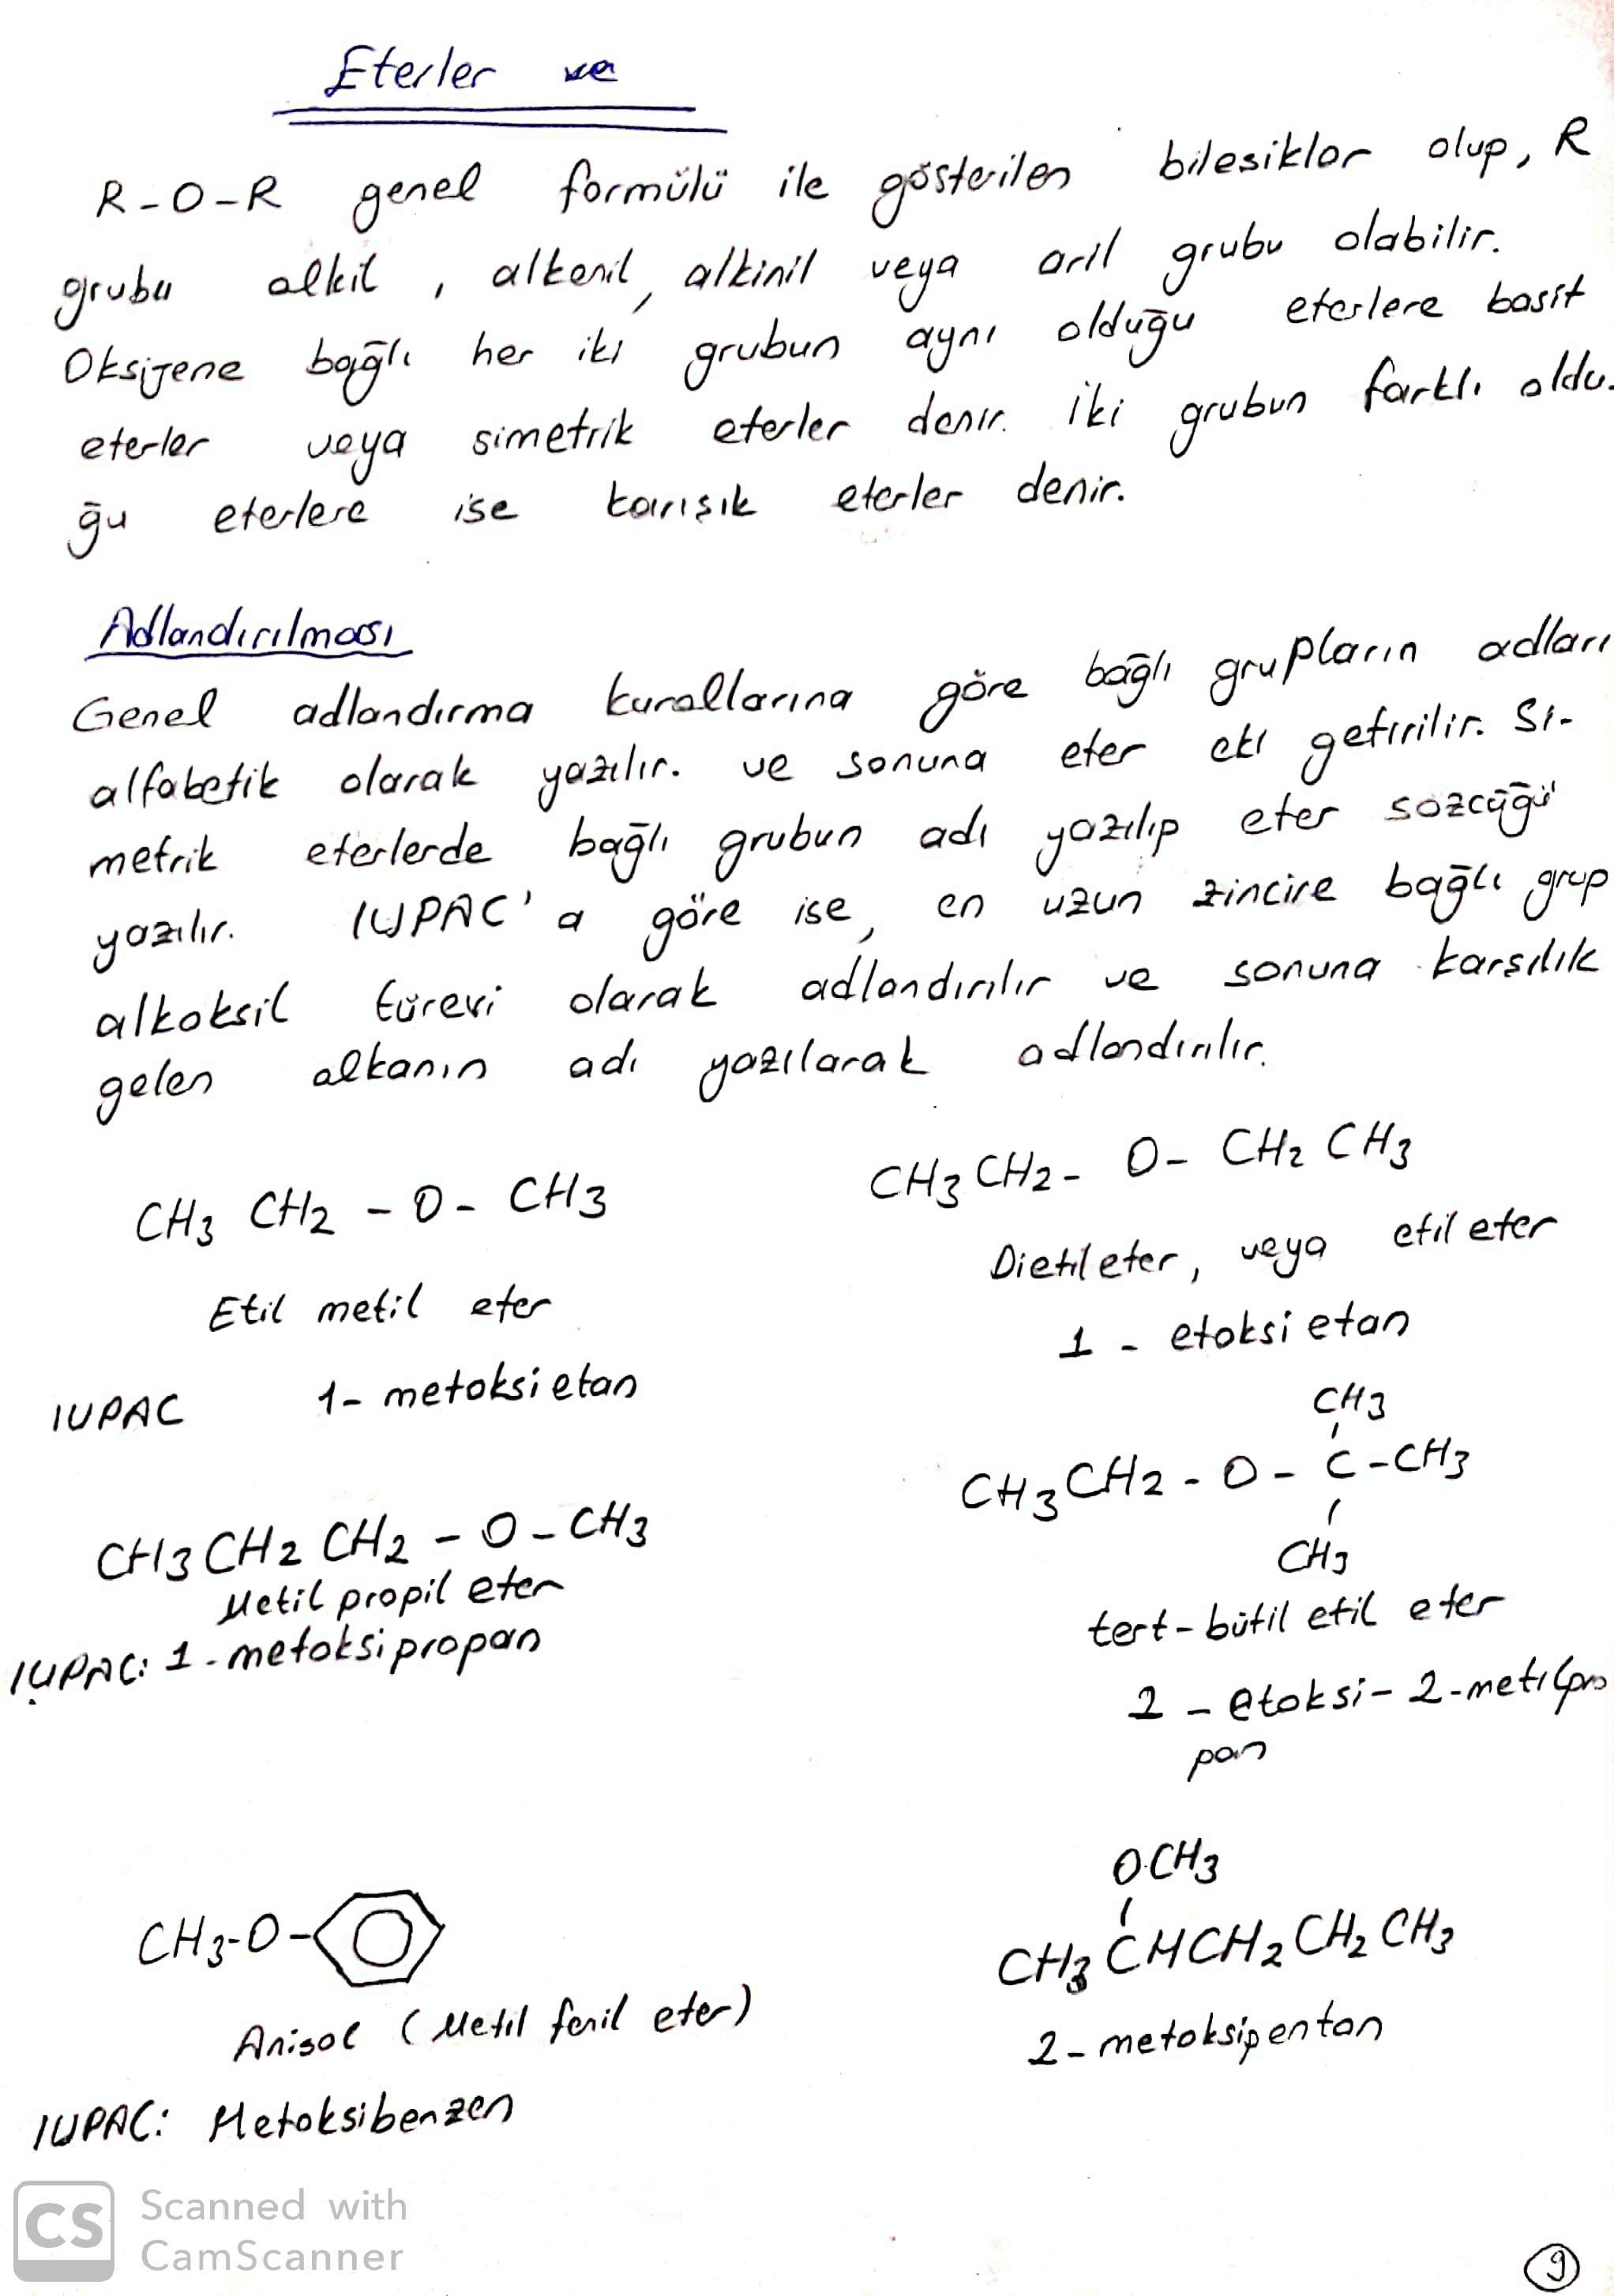 Eterler ve
R-O-R genel formülü ile gösterilen bileşikler olup, R
grubu alkil, alkenil, alkinil veya aril grubu olabilir.
Oksijene bağlı her iki grubun aynı olduğu eterlere basit
eterler veya simetrik eterler denir. İki grubun farklı oldu-
ğu eterlere ise karışık eterler denir.
Adlandırılması
Genel adlandırma kurallarına göre bağlı grupların adları
alfabetik olarak yazılır. ve sonuna eter eki getirilir. Si-
metrik eterlerde bağlı grubun adı yazılıp eter sözcüğü
yazılır. IUPAC'a göre ise, en uzun zincire bağlı grup
alkoksil türevi olarak adlandırılır ve sonuna karşılık
gelen alkanın adı yazılarak adlandırılır.
CH3 CH2 - O - CH3
Etil metil eter
IUPAC 1- metoksietan
CH3CH2 - O - CH2 CH3
Dietileter, veya etil eter
1 - etoksi etan
CH3CH2CH2 - O - CH3
Metil propil eter
IUPAC: 1 - metoksipropan
CH3
CH3CH2 - O - C - CH3
CH3
tert-bütil etil eter
2 - etoksi - 2-metilpro
pan
CH3-O-
Anisol (Metil fenil eter)
IUPAC: Metoksibenzen
OCH3
CH3CHCH2CH2CH3
2- metoksipentan
CS Scanned with
CamScanner
9